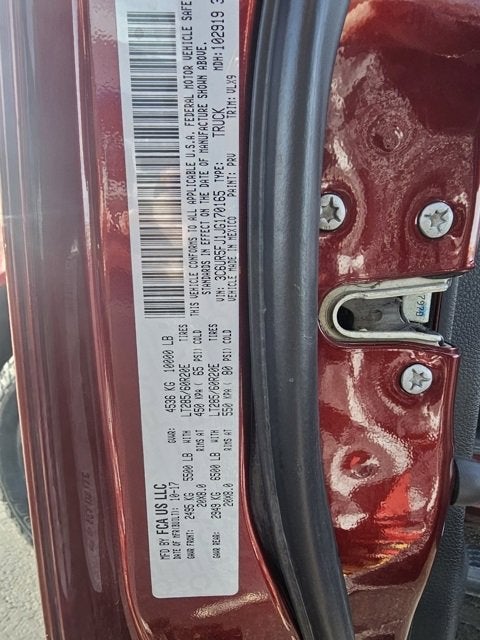 MFD BY FCA US LLC
DATE OF MFR: 10-17 GVWR: 4536 KG 10000 LB
GAWR FRONT: 2495 KG 5500 LB TIRES LT285/60R20E
20X8.0 RIMS AT 450 KPA( 65 PSI) COLD
GAWR REAR: 2949 KG 6500 LB TIRES LT285/60R20E
20X8.0 RIMS AT 550 KPA ( 80 PSI) COLD
THIS VEHICLE CONFORMS TO ALL APPLICABLE U.S.A. FEDERAL MOTOR VEHICLE SAFE
STANDARDS IN EFFECT ON THE DATE OF MANUFACTURE SHOWN ABOVE.
VIN: 3C6UR5FJ1JG170165 TYPE: TRUCK MDH: 102919 3
VEHICLE MADE IN MEXICO PAINT: PRV TRIM: VLX9